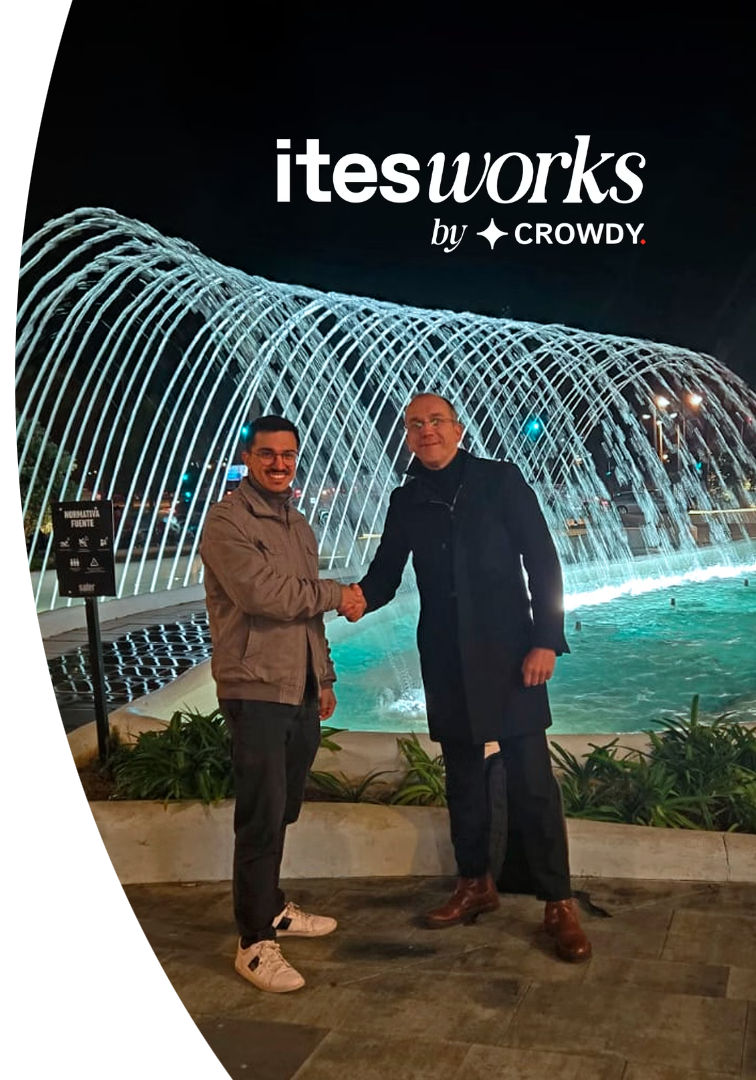 itesworks
by CROWDY.
NORMATIVA
FUENTE